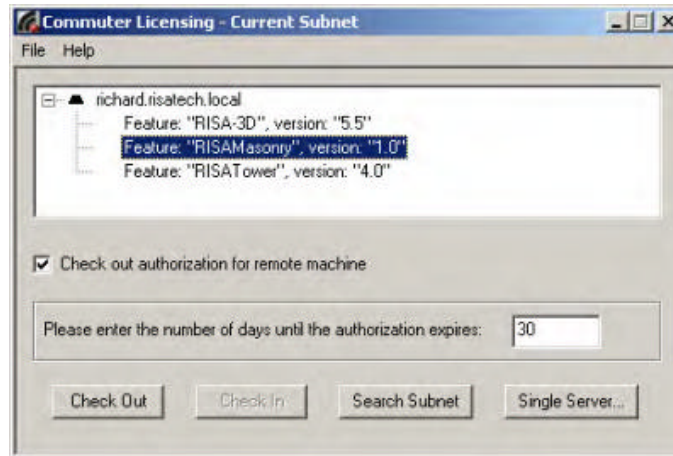 Commuter Licensing - Current Subnet
File Help
richard.risatech.local
Feature: "RISA-3D", version: "5.5"
Feature: "RISAMasonry", version: "1.0"
Feature: "RISATower", version: "4.0"
Check out authorization for remote machine
Please enter the number of days until the authorization expires: 30
Check Out Check In Search Subnet Single Server...